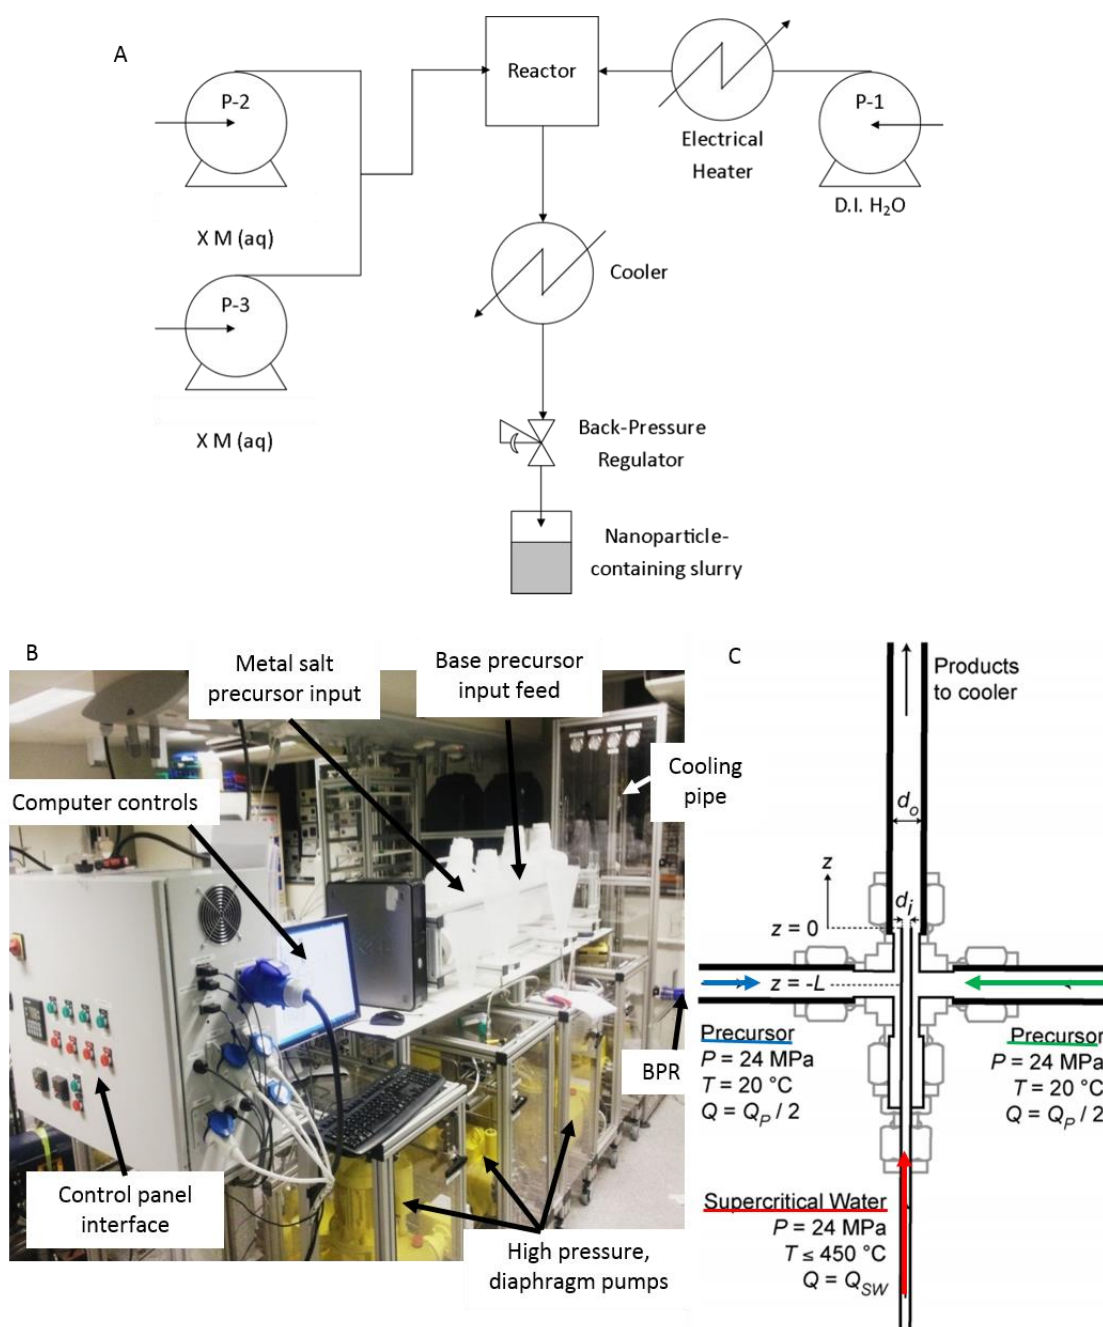 A
P-2
Reactor
P-1
Electrical
Heater
D.I. H₂O
X M (aq)
Cooler
P-3
X M (aq)
Back-Pressure
Regulator
Nanoparticle-
containing slurry
B
Metal salt
precursor input
Base precursor
input feed
Cooling
pipe
Computer controls
BPR
Control panel
interface
High pressure,
diaphragm pumps
C
Products
to cooler
dₒ
z
dᵢ
z = 0
z = -L
Precursor
P = 24 MPa
T = 20 °C
Q = Q_P / 2
Precursor
P = 24 MPa
T = 20 °C
Q = Q_P / 2
Supercritical Water
P = 24 MPa
T ≤ 450 °C
Q = Q_SW